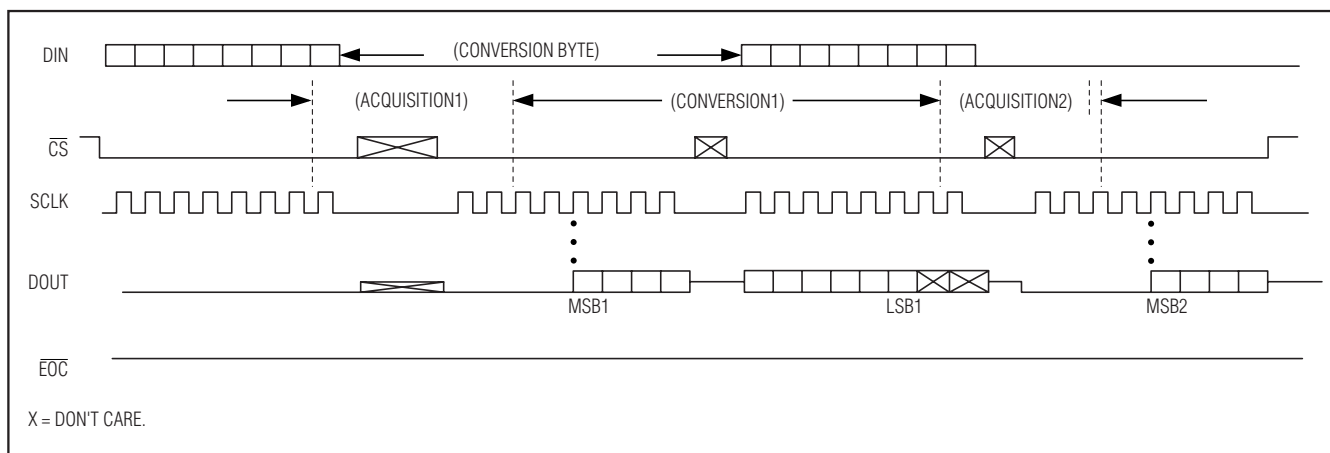 DIN
(CONVERSION BYTE)
(ACQUISITION1)
(CONVERSION1)
(ACQUISITION2)
CS
SCLK
DOUT
MSB1
LSB1
MSB2
EOC
X = DON'T CARE.